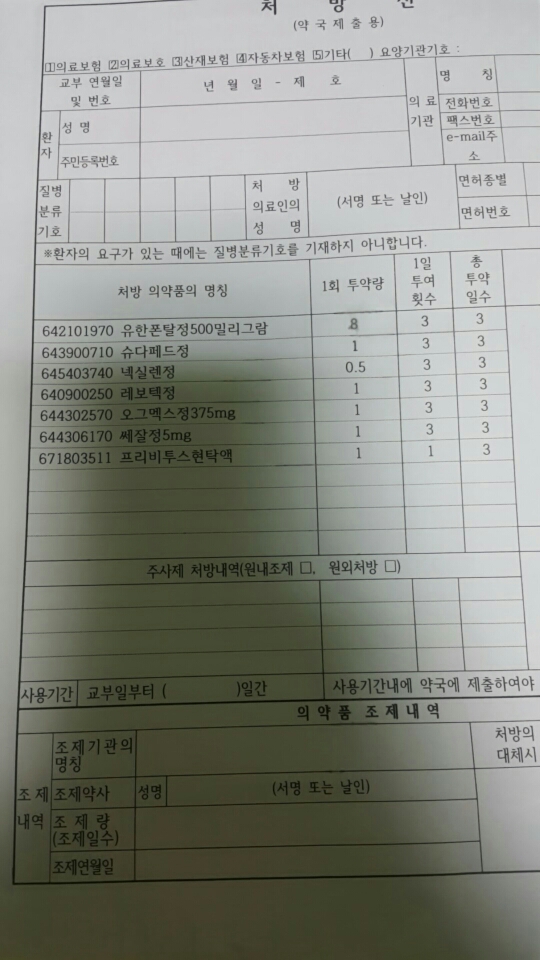 처 방 전
(약국제출용)
1의료보험 2의료보호 3산재보험 4자동차보험 5기타( ) 요양기관기호 :
교부 연월일 및 번호
년 월 일 - 제 호
환자
성 명
주민등록번호
의료기관
명 칭
전화번호
팩스번호
e-mail주소
질병분류기호
처 방 의료인의 성 명
(서명 또는 날인)
면허종별
면허번호
※환자의 요구가 있는 때에는 질병분류기호를 기재하지 아니합니다.
처방 의약품의 명칭 1회 투약량 1일 투여 횟수 총 투약 일수
642101970 유한폰탈정500밀리그람 8 3 3
643900710 슈다페드정 1 3 3
645403740 넥실렌정 0.5 3 3
640900250 레보텍정 1 3 3
644302570 오그멕스정375mg 1 3 3
644306170 쎄잘정5mg 1 3 3
671803511 프리비투스현탁액 1 1 3
주사제 처방내역(원내조제 □, 원외처방 □)
사용기간 교부일부터 ( )일간 사용기간내에 약국에 제출하여야
의약품 조제내역
조제내역
조제기관의 명칭
처방의
대체시
조제약사 성명 (서명 또는 날인)
조 제 량
(조제일수)
조제연월일